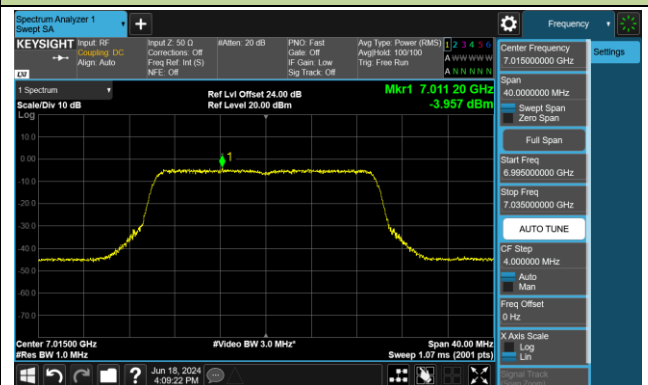 Spectrum Analyzer 1
Swept SA
Frequency
KEYSIGHT
Input: RF
Coupling: DC
Align: Auto
Input Z: 50 Ω
Corrections: Off
Freq Ref: Int (S)
NFE: Off
#Atten: 20 dB
PNO: Fast
Gate: Off
IF Gain: Low
Sig Track: Off
Avg Type: Power (RMS)
Avg|Hold: 100/100
Trig: Free Run
1 2 3 4 5 6
A W W W W W
A N N N N N
LXI
Center Frequency
7.015000000 GHz
Settings
Span
40.0000000 MHz
Swept Span
Zero Span
Full Span
Start Freq
6.995000000 GHz
Stop Freq
7.035000000 GHz
AUTO TUNE
CF Step
4.000000 MHz
Auto
Man
Freq Offset
0 Hz
X Axis Scale
Log
Lin
Signal Track
(Span Zoom)
1 Spectrum
Scale/Div 10 dB
Log
Ref Lvl Offset 24.00 dB
Ref Level 20.00 dBm
Mkr1 7.011 20 GHz
-3.957 dBm
10.0
0.00
-10.0
-20.0
-30.0
-40.0
-50.0
-60.0
-70.0
1
Center 7.01500 GHz
#Res BW 1.0 MHz
#Video BW 3.0 MHz*
Span 40.00 MHz
Sweep 1.07 ms (2001 pts)
Jun 18, 2024
4:09:22 PM